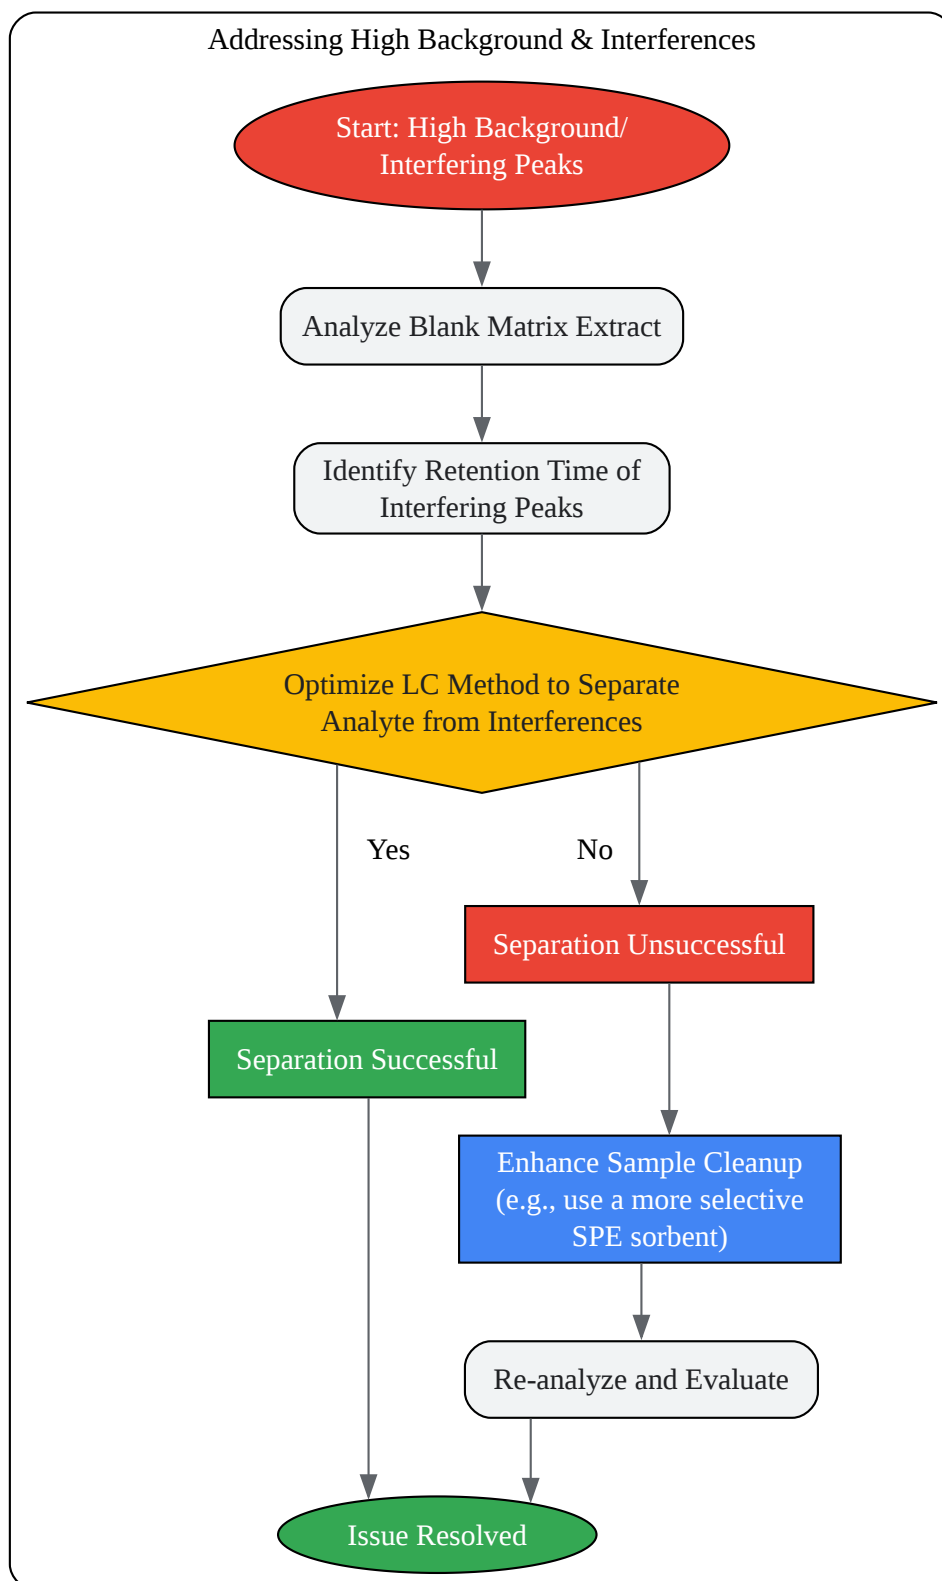 Addressing High Background & Interferences
Start: High Background/
Interfering Peaks
Analyze Blank Matrix Extract
Identify Retention Time of
Interfering Peaks
Optimize LC Method to Separate
Analyte from Interferences
Yes
No
Separation Unsuccessful
Separation Successful
Enhance Sample Cleanup
(e.g., use a more selective
SPE sorbent)
Re-analyze and Evaluate
Issue Resolved